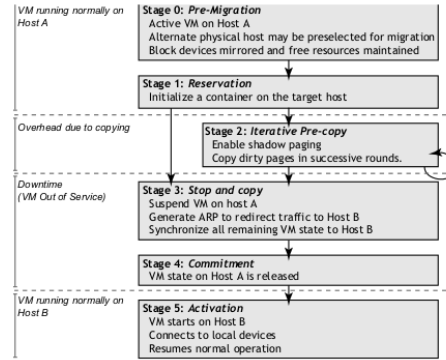 VM running normally on
Host A
Stage 0: Pre-Migration
Active VM on Host A
Alternate physical host may be preselected for migration
Block devices mirrored and free resources maintained
Stage 1: Reservation
Initialize a container on the target host
Overhead due to copying
Stage 2: Iterative Pre-copy
Enable shadow paging
Copy dirty pages in successive rounds.
Downtime
(VM Out of Service)
Stage 3: Stop and copy
Suspend VM on host A
Generate ARP to redirect traffic to Host B
Synchronize all remaining VM state to Host B
Stage 4: Commitment
VM state on Host A is released
VM running normally on
Host B
Stage 5: Activation
VM starts on Host B
Connects to local devices
Resumes normal operation